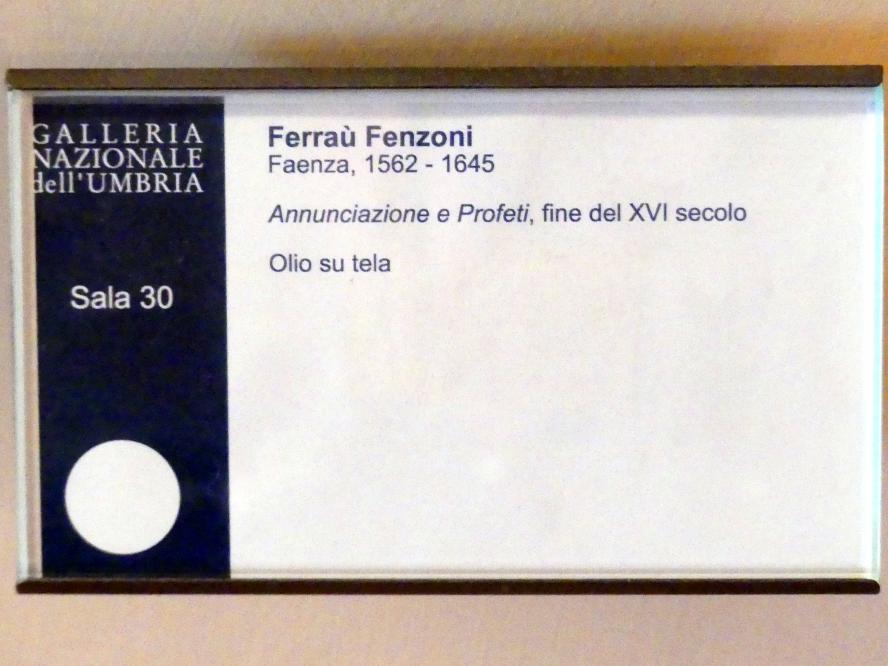 GALLERIA
NAZIONALE
dell'UMBRIA
Sala 30
Ferraù Fenzoni
Faenza, 1562 - 1645
Annunciazione e Profeti, fine del XVI secolo
Olio su tela